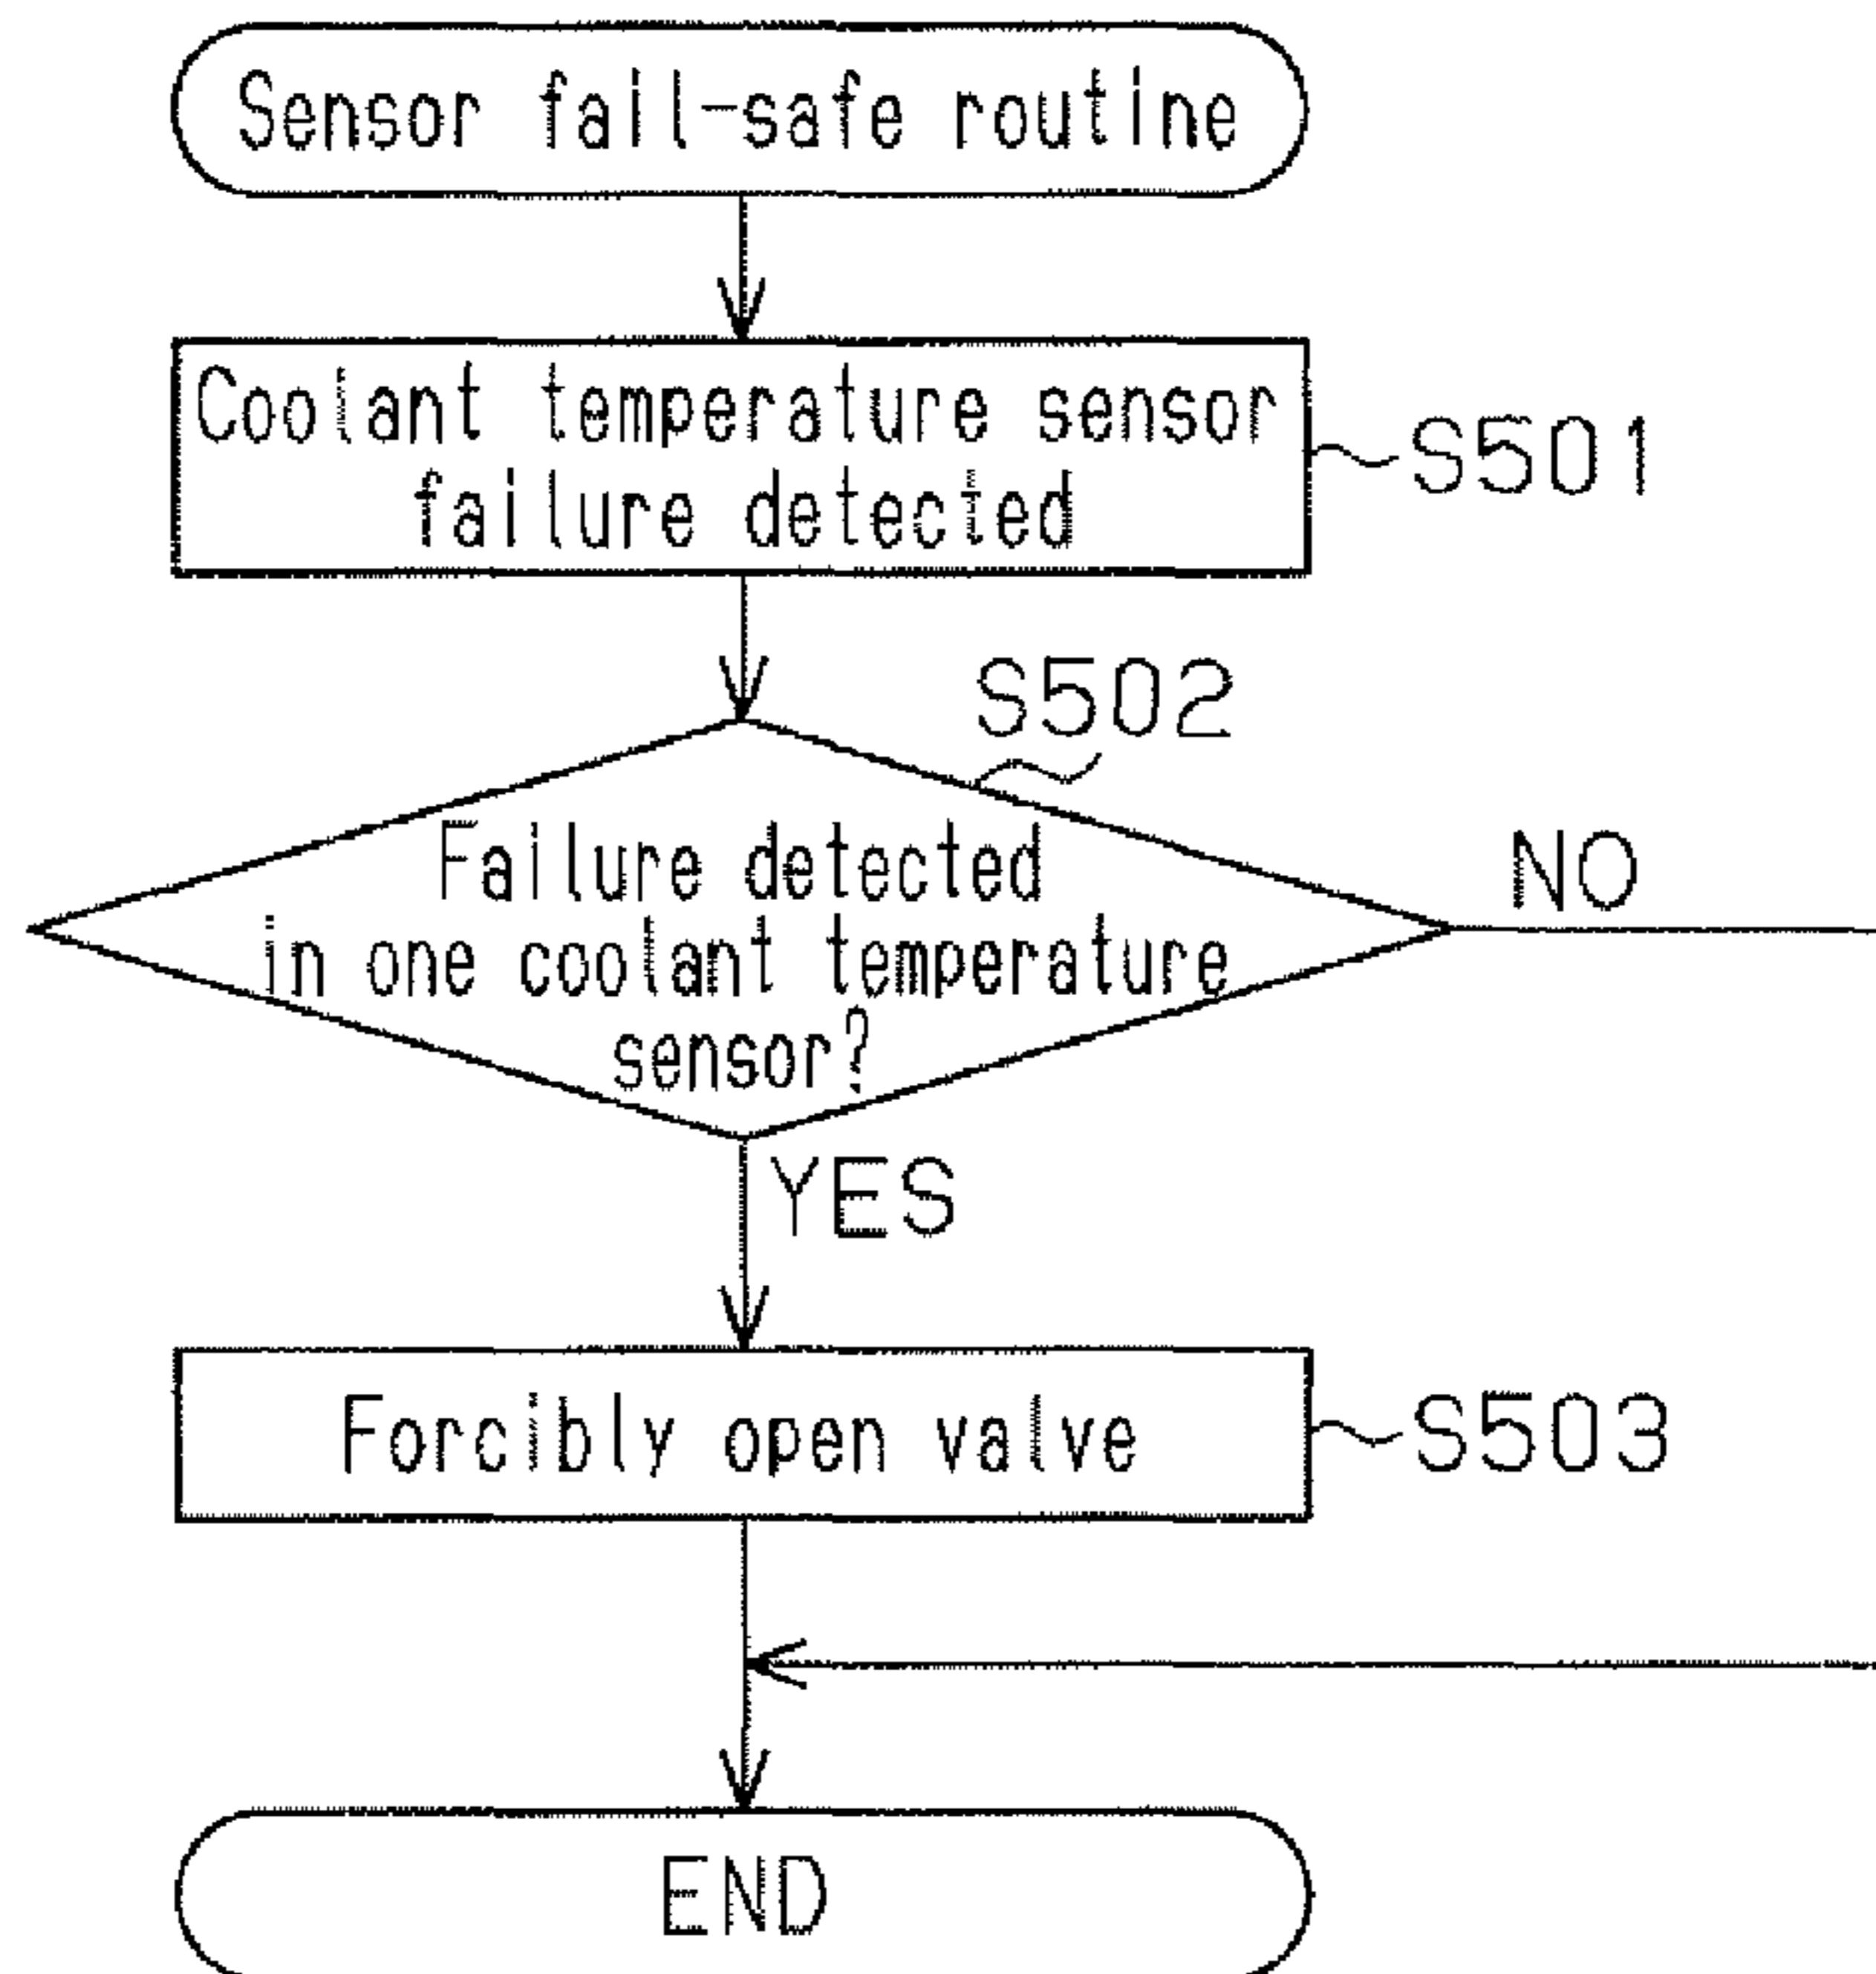 Sensor fail-safe routine
Coolant temperature sensor
failure detected
S501
S502
Failure detected
in one coolant temperature
sensor?
NO
YES
Forcibly open valve
S503
END